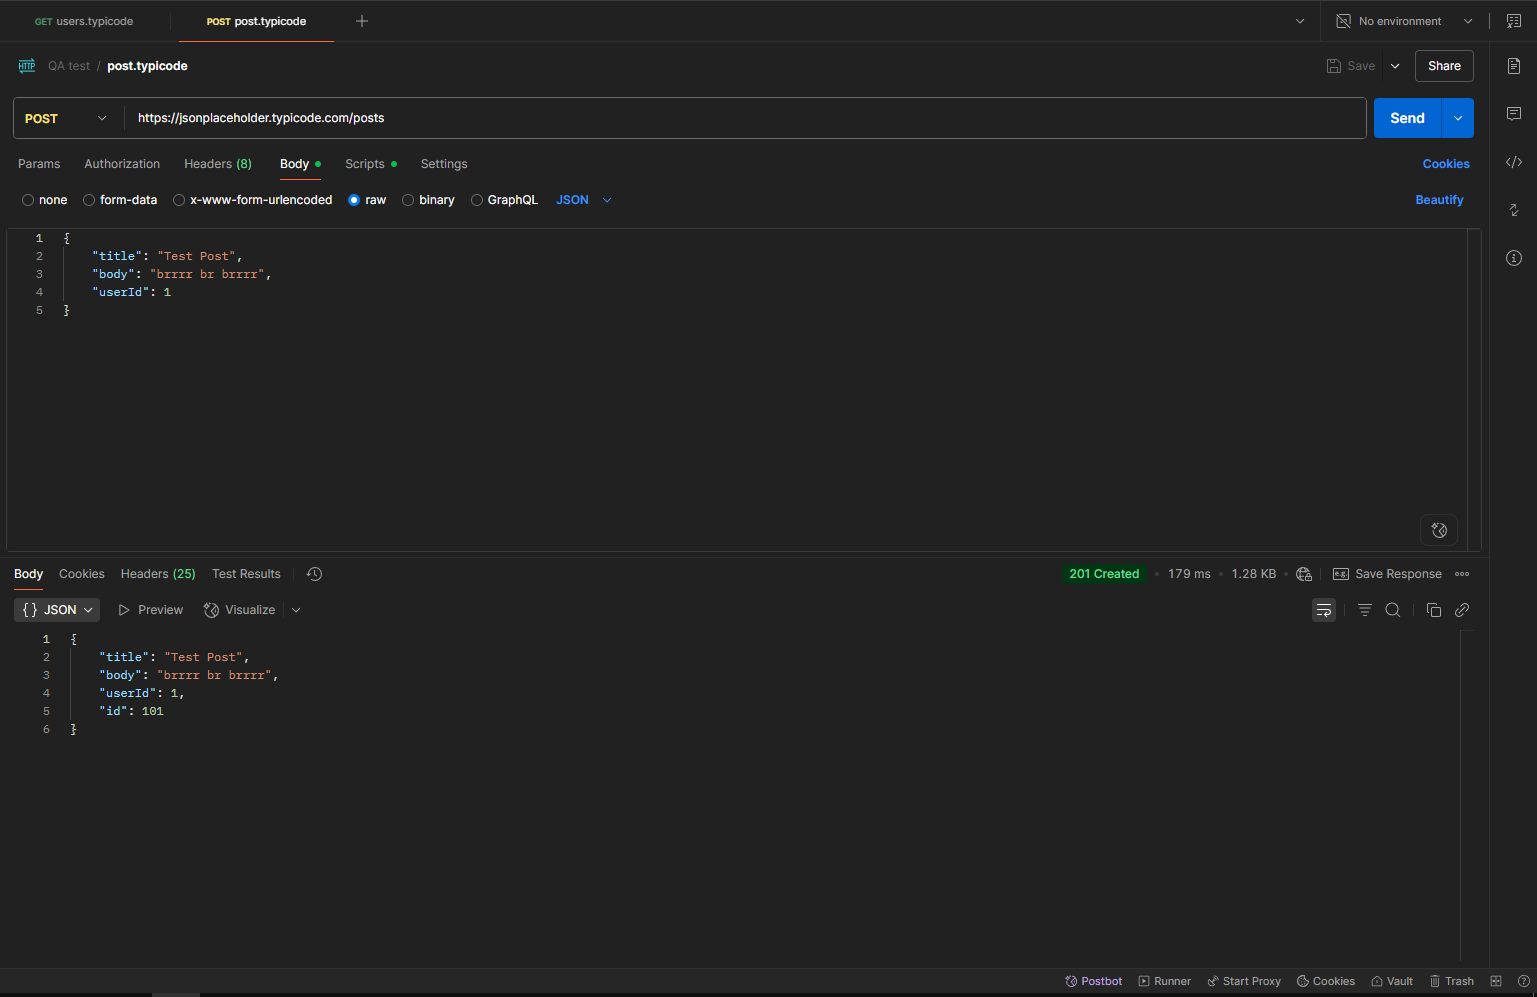 GET users.typicode
POST post.typicode
No environment
HTTP QA test / post.typicode
Save
Share
POST
https://jsonplaceholder.typicode.com/posts
Send
Params Authorization Headers (8) Body Scripts Settings
Cookies
none form-data x-www-form-urlencoded raw binary GraphQL JSON
Beautify
1 {
2 "title": "Test Post",
3 "body": "brrrr br brrrr",
4 "userId": 1
5 }
Body Cookies Headers (25) Test Results
201 Created • 179 ms • 1.28 KB •
e.g. Save Response
{} JSON Preview Visualize
1 {
2 "title": "Test Post",
3 "body": "brrrr br brrrr",
4 "userId": 1,
5 "id": 101
6 }
Postbot Runner Start Proxy Cookies Vault Trash